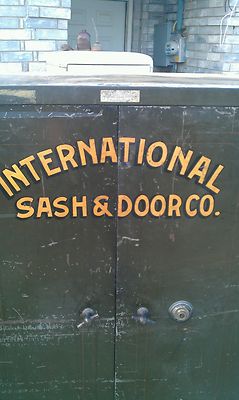 INTERNATIONAL
SASH & DOOR CO.